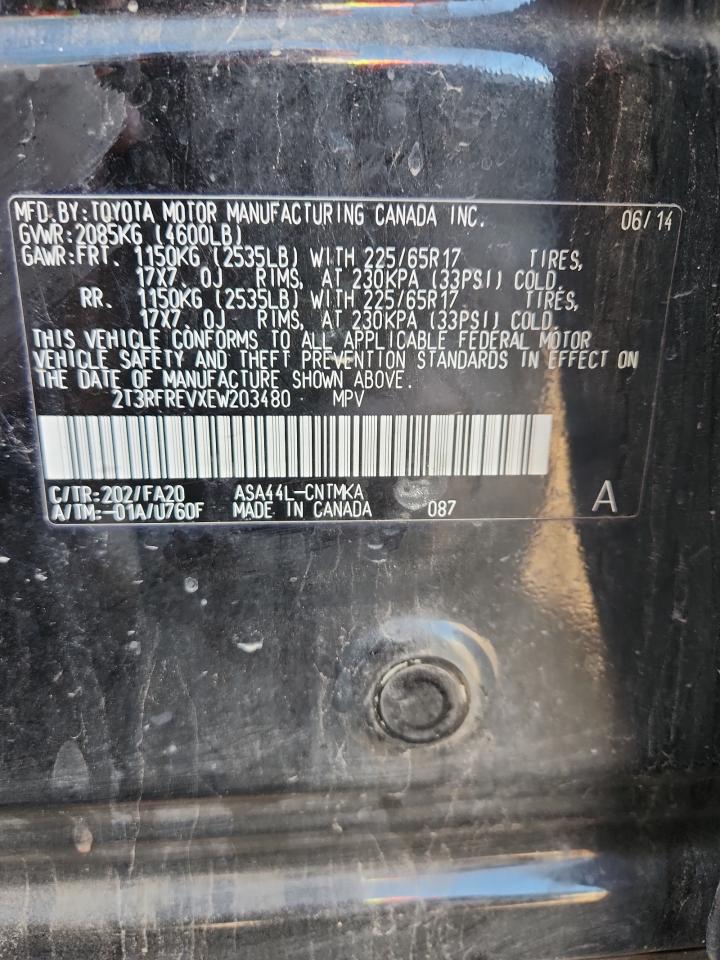 MFD.BY:TOYOTA MOTOR MANUFACTURING CANADA INC. 06/14
GVWR:2085KG (4600LB)
GAWR:FRT. 1150KG (2535LB) WITH 225/65R17 TIRES,
17X7.0J RIMS, AT 230KPA (33PSI) COLD.
RR. 1150KG (2535LB) WITH 225/65R17 TIRES,
17X7.0J RIMS, AT 230KPA (33PSI) COLD.
THIS VEHICLE CONFORMS TO ALL APPLICABLE FEDERAL MOTOR
VEHICLE SAFETY AND THEFT PREVENTION STANDARDS IN EFFECT ON
THE DATE OF MANUFACTURE SHOWN ABOVE.
2T3RFREVXEW203480 MPV
C/TR:202/FA20 ASA44L-CNTMKA
A/TM:-01A/U760F MADE IN CANADA 087 A